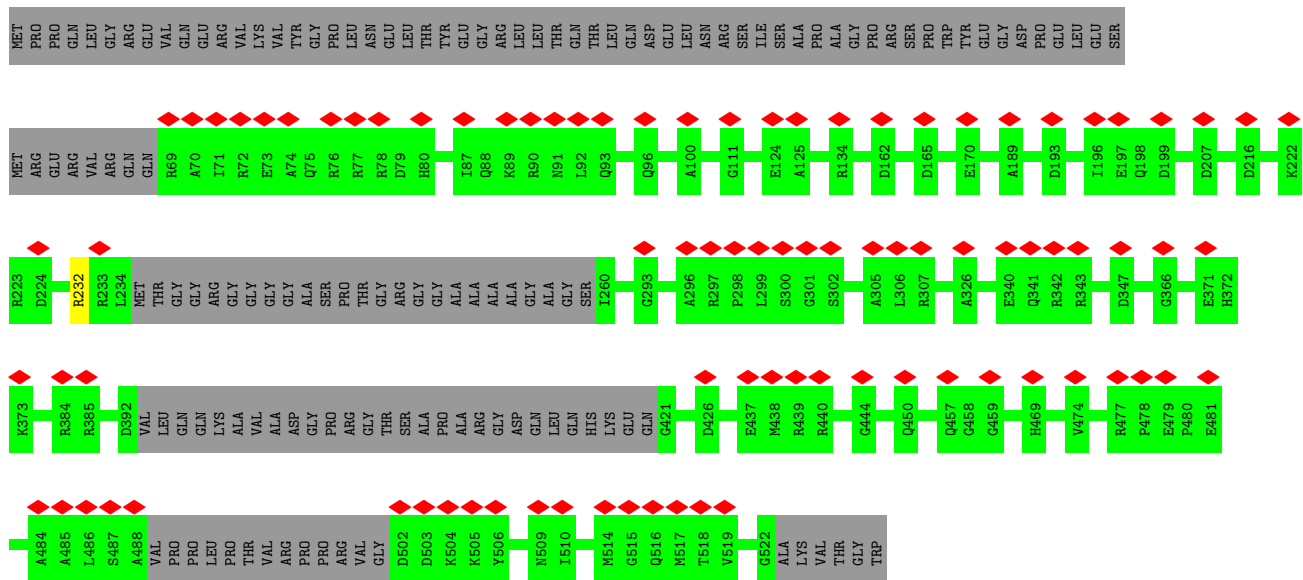 MET PRO PRO GLN LEU GLY ARG GLU VAL GLN GLU ARG VAL LYS VAL TYR GLY PRO LEU ASN GLU LEU THR TYR GLU GLY ARG LEU LEU THR GLN THR LEU GLN ASP GLU LEU ASN ARG SER ILE SER ALA PRO ALA GLY PRO ARG SER PRO TRP TYR GLU GLY ASP PRO GLU LEU GLU SER
MET ARG GLU ARG VAL ARG GLN GLN R69 A70 I71 R72 E73 A74 Q75 R76 R77 R78 D79 H80 I87 Q88 K89 R90 N91 L92 Q93 Q96 A100 G111 E124 A125 R134 D162 D165 E170 A189 D193 I196 E197 Q198 D199 D207 D216 K222
R223 D224 R232 R233 L234 MET THR GLY GLY ARG GLY GLY GLY GLY ALA SER PRO THR GLY ARG GLY GLY ALA ALA ALA ALA GLY ALA GLY SER I260 G293 A296 R297 P298 L299 S300 G301 S302 A305 L306 R307 A326 E340 Q341 R342 R343 D347 G366 E371 H372
K373 R384 R385 D392 VAL LEU GLN GLN LYS ALA VAL ALA ASP GLY PRO ARG GLY THR SER ALA PRO ALA ARG GLY ASP GLN LEU GLN HIS LYS GLU GLN G421 D426 E437 M438 R439 R440 G444 Q450 Q457 G458 G459 H469 V474 R477 P478 E479 P480 E481
A484 A485 L486 S487 A488 VAL PRO PRO LEU PRO THR VAL ARG PRO PRO ARG VAL GLY D502 D503 K504 K505 Y506 N509 I510 M514 G515 Q516 M517 T518 V519 G522 ALA LYS VAL THR GLY TRP